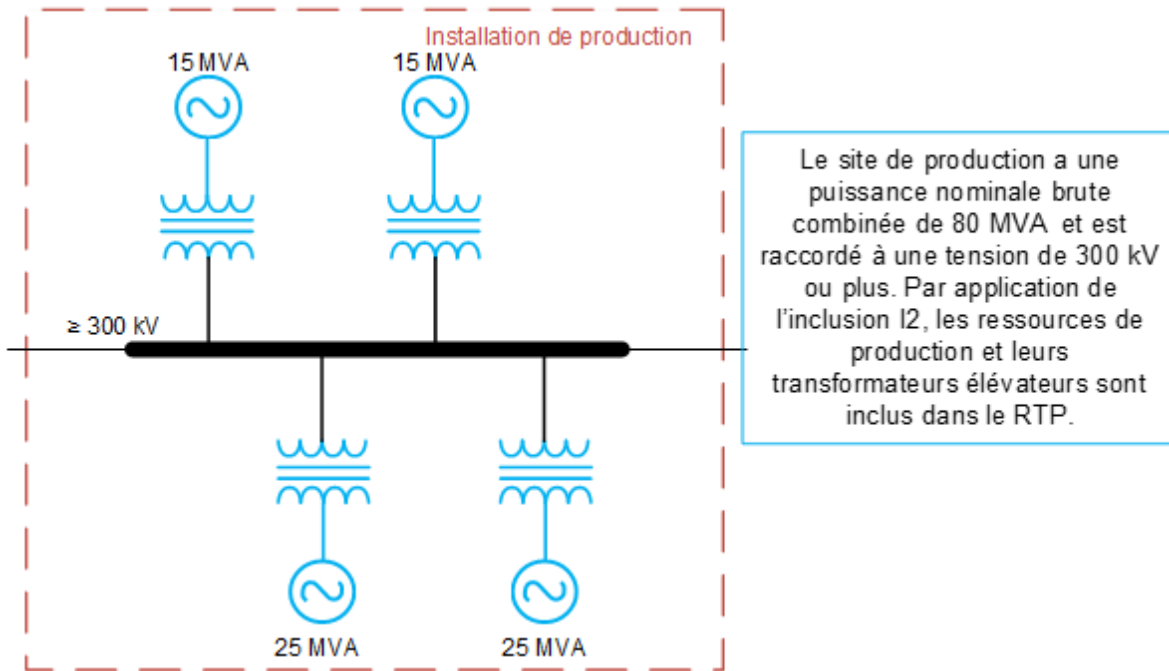 Installation de production
15 MVA
15 MVA
≥ 300 kV
25 MVA
25 MVA
Le site de production a une
puissance nominale brute
combinée de 80 MVA et est
raccordé à une tension de 300 kV
ou plus. Par application de
l'inclusion I2, les ressources de
production et leurs
transformateurs élévateurs sont
inclus dans le RTP.